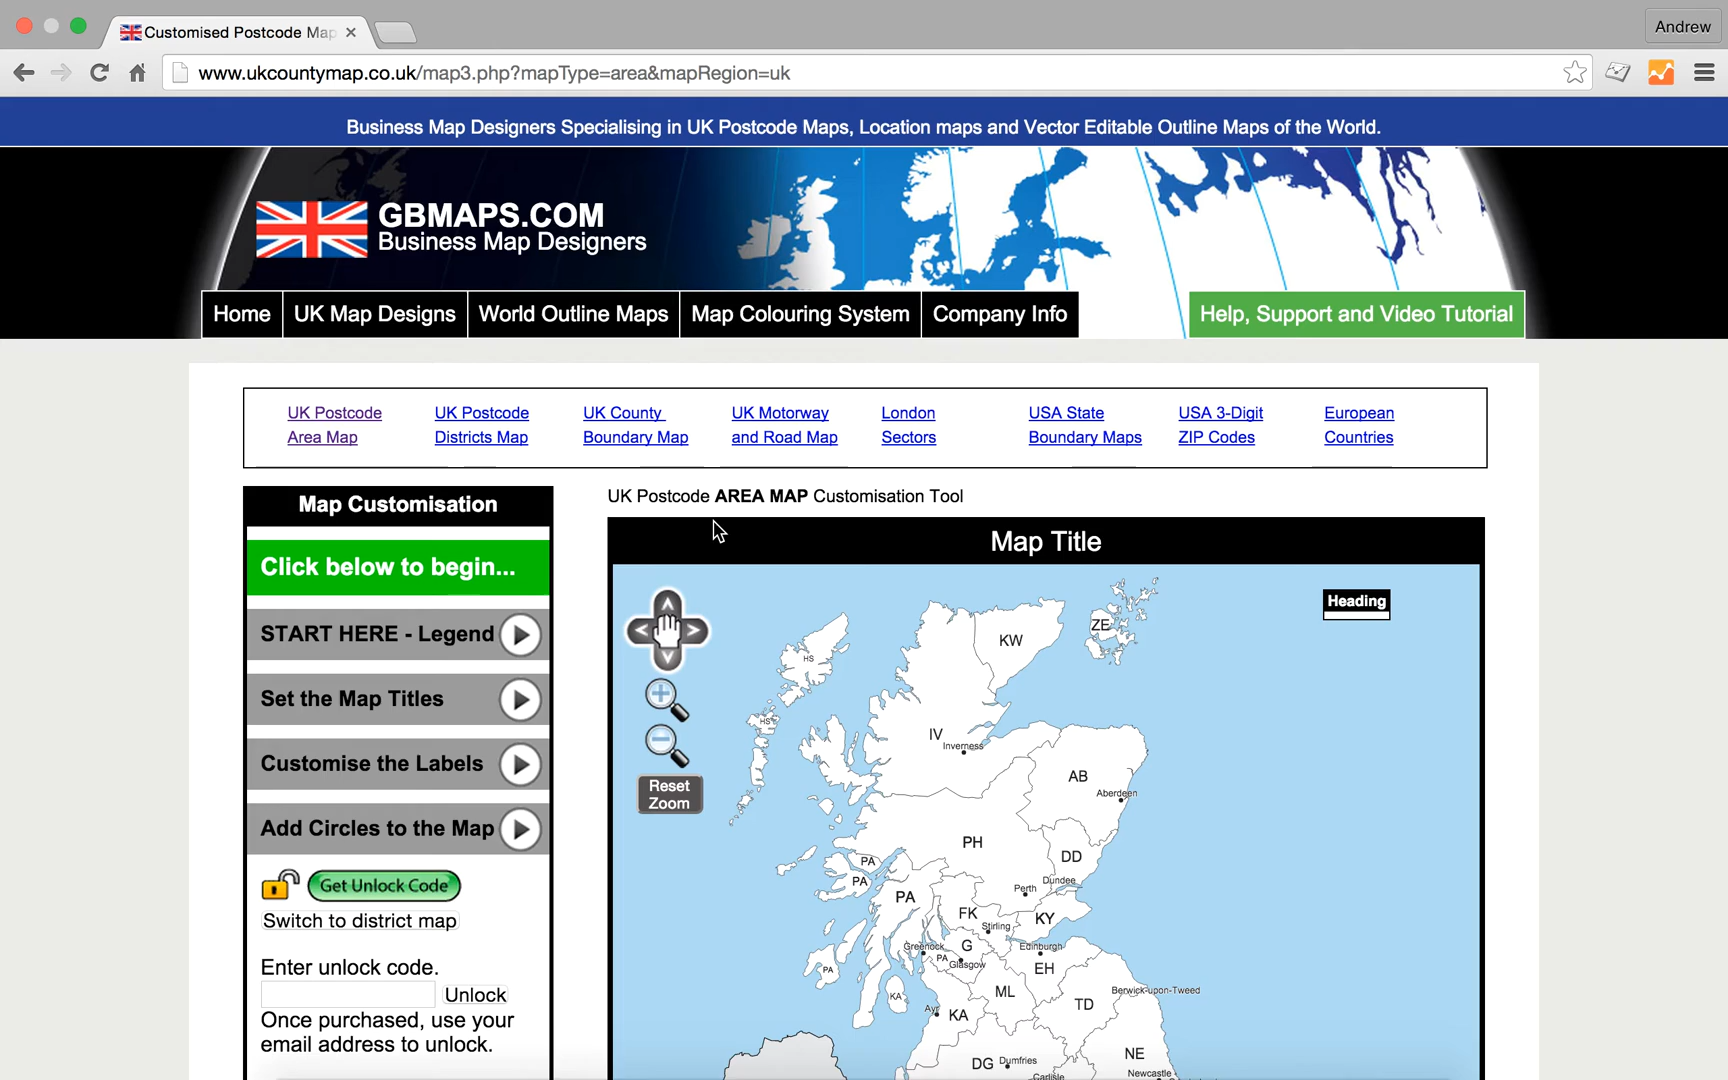 Customised Postcode Map
Andrew
www.ukcountymap.co.uk/map3.php?mapType=area&mapRegion=uk
Business Map Designers Specialising in UK Postcode Maps, Location maps and Vector Editable Outline Maps of the World.
GBMAPS.COM
Business Map Designers
Home
UK Map Designs
World Outline Maps
Map Colouring System
Company Info
Help, Support and Video Tutorial
UK Postcode
Area Map
UK Postcode
Districts Map
UK County
Boundary Map
UK Motorway
and Road Map
London
Sectors
USA State
Boundary Maps
USA 3-Digit
ZIP Codes
European
Countries
Map Customisation
Click below to begin...
START HERE - Legend
Set the Map Titles
Customise the Labels
Add Circles to the Map
Get Unlock Code
Switch to district map
Enter unlock code.
Unlock
Once purchased, use your
email address to unlock.
UK Postcode AREA MAP Customisation Tool
Map Title
Heading
Reset
Zoom
ZE
KW
HS
HS
IV
Inverness
AB
Aberdeen
PH
DD
Dundee
Perth
PA
PA
PA
FK
Stirling
KY
G
Greenock
PA
Glasgow
Edinburgh
EH
PA
ML
Berwick-upon-Tweed
KA
TD
Ayr
KA
DG
Dumfries
NE
Carlisle
Newcastle